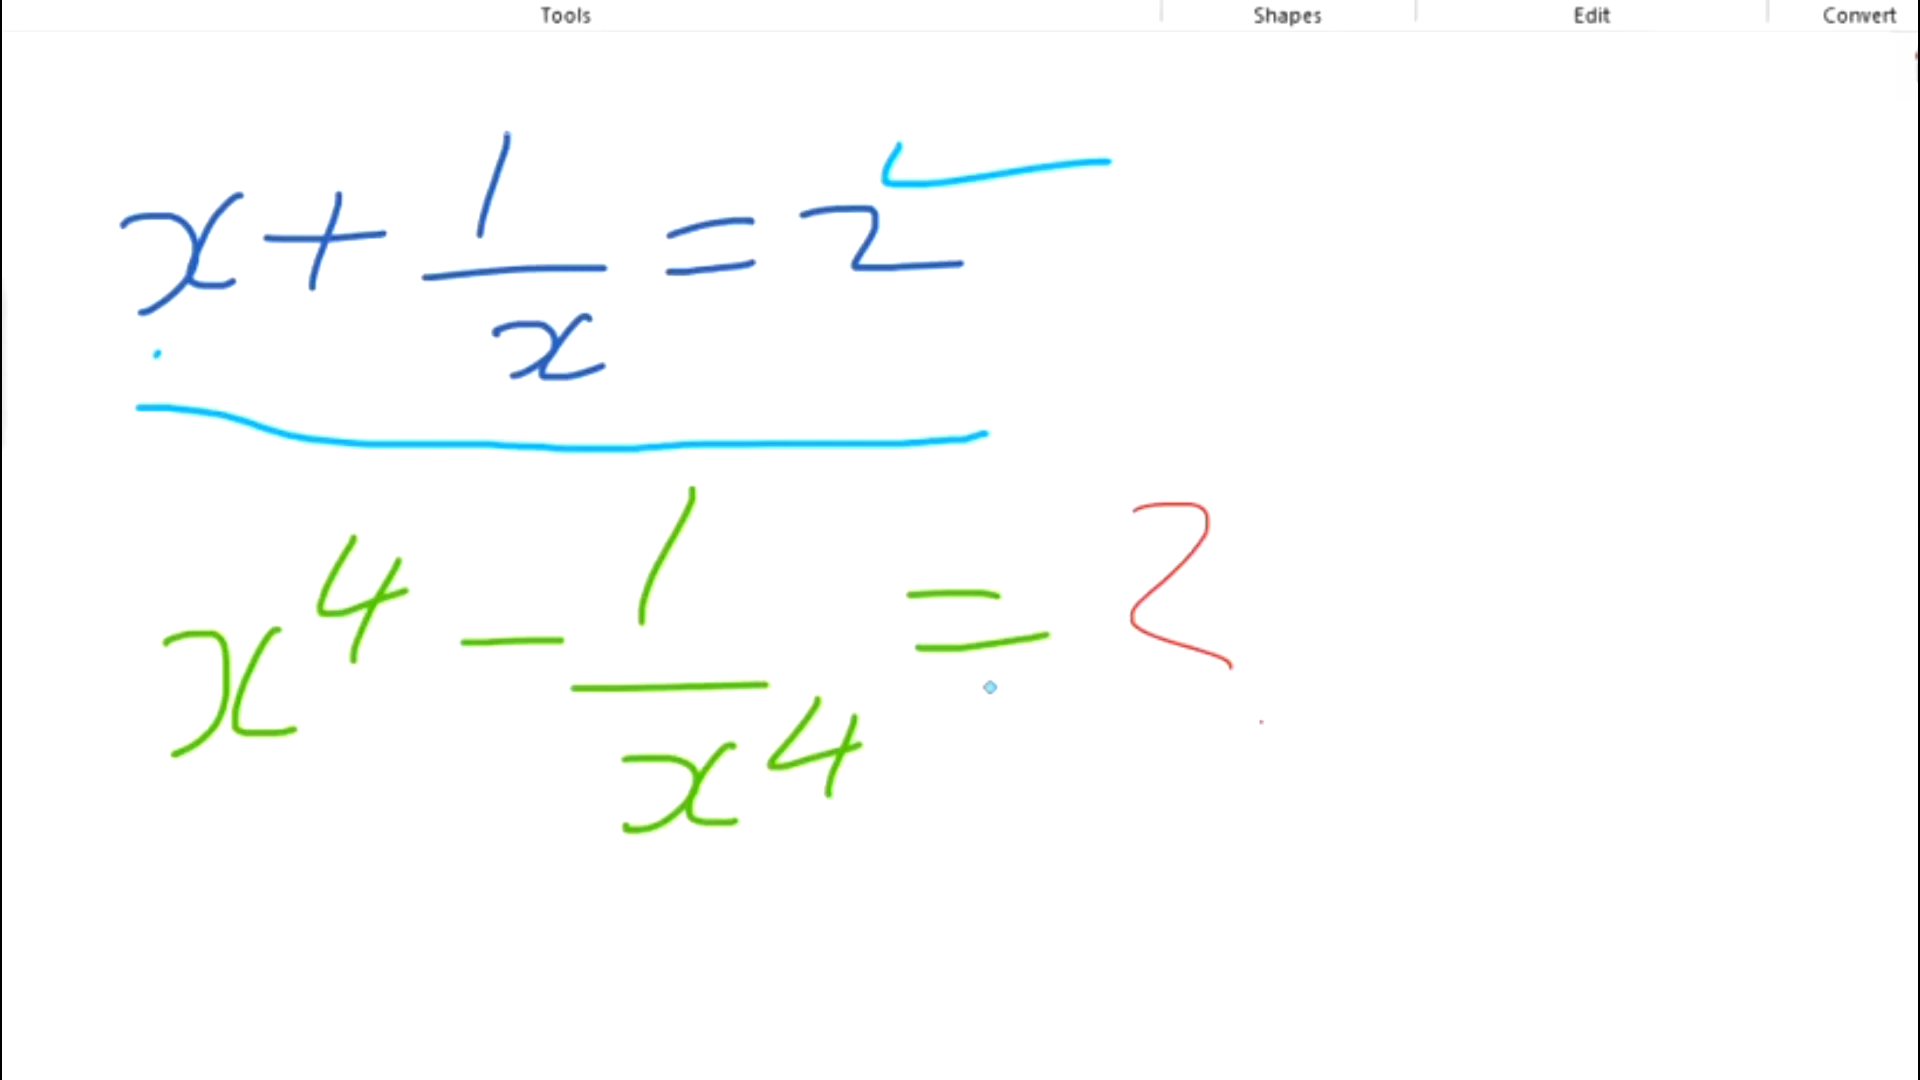 Tools Shapes Edit Convert
x + 1/x = 2
x⁴ - 1/x⁴ = ?